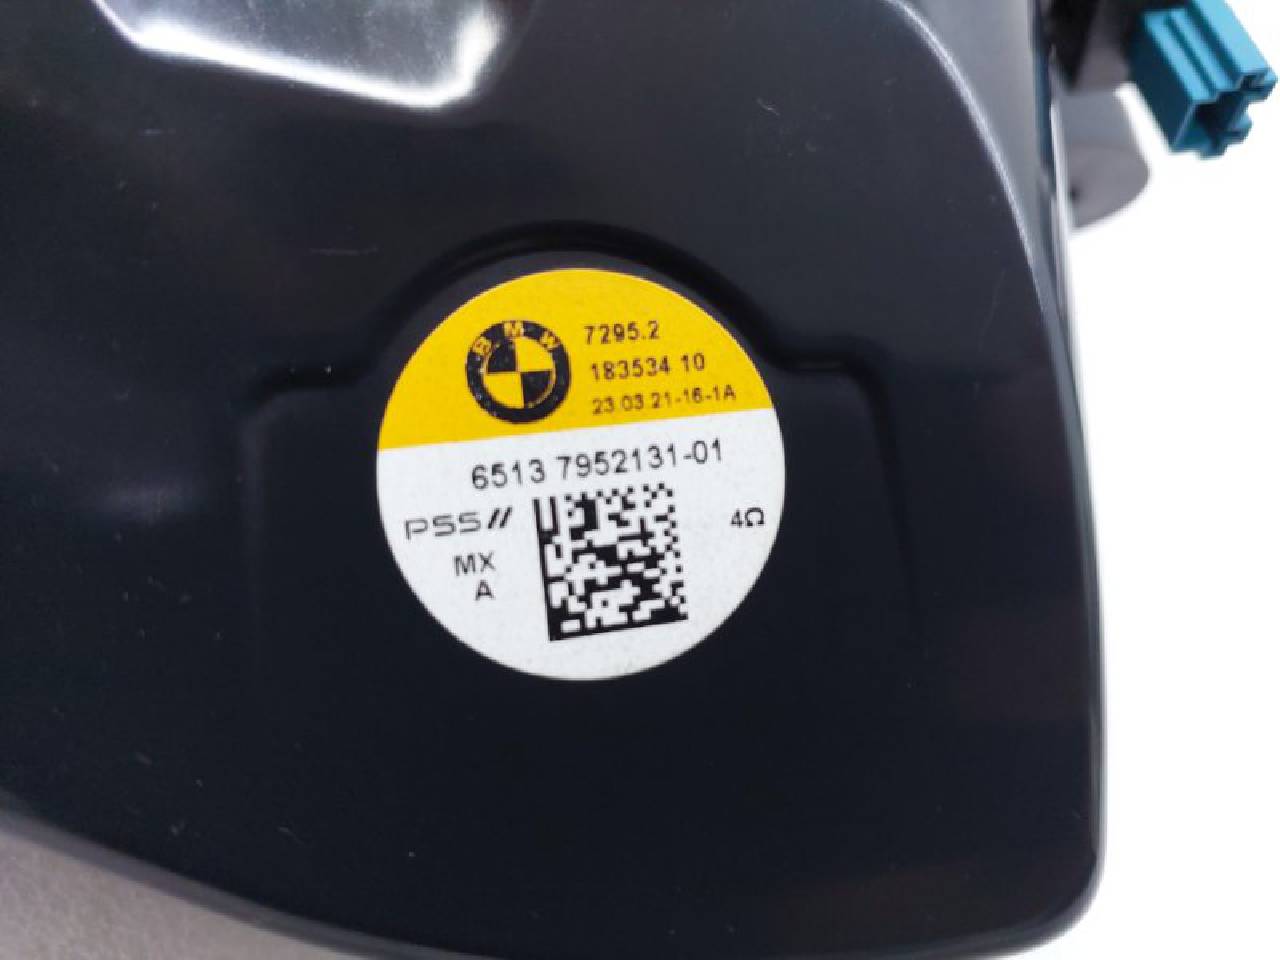 BMW
7295.2
183534 10
23.03.21-16-1A
6513 7952131-01
PSS//
4Ω
MX
A